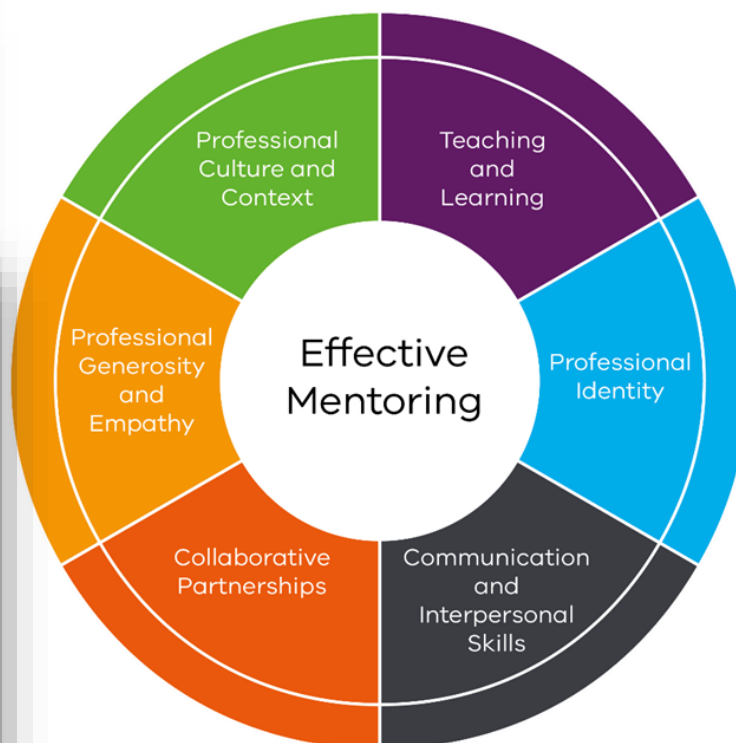 Professional
Culture and
Context
Teaching
and
Learning
Professional
Generosity
and
Empathy
Effective
Mentoring
Professional
Identity
Collaborative
Partnerships
Communication
and
Interpersonal
Skills